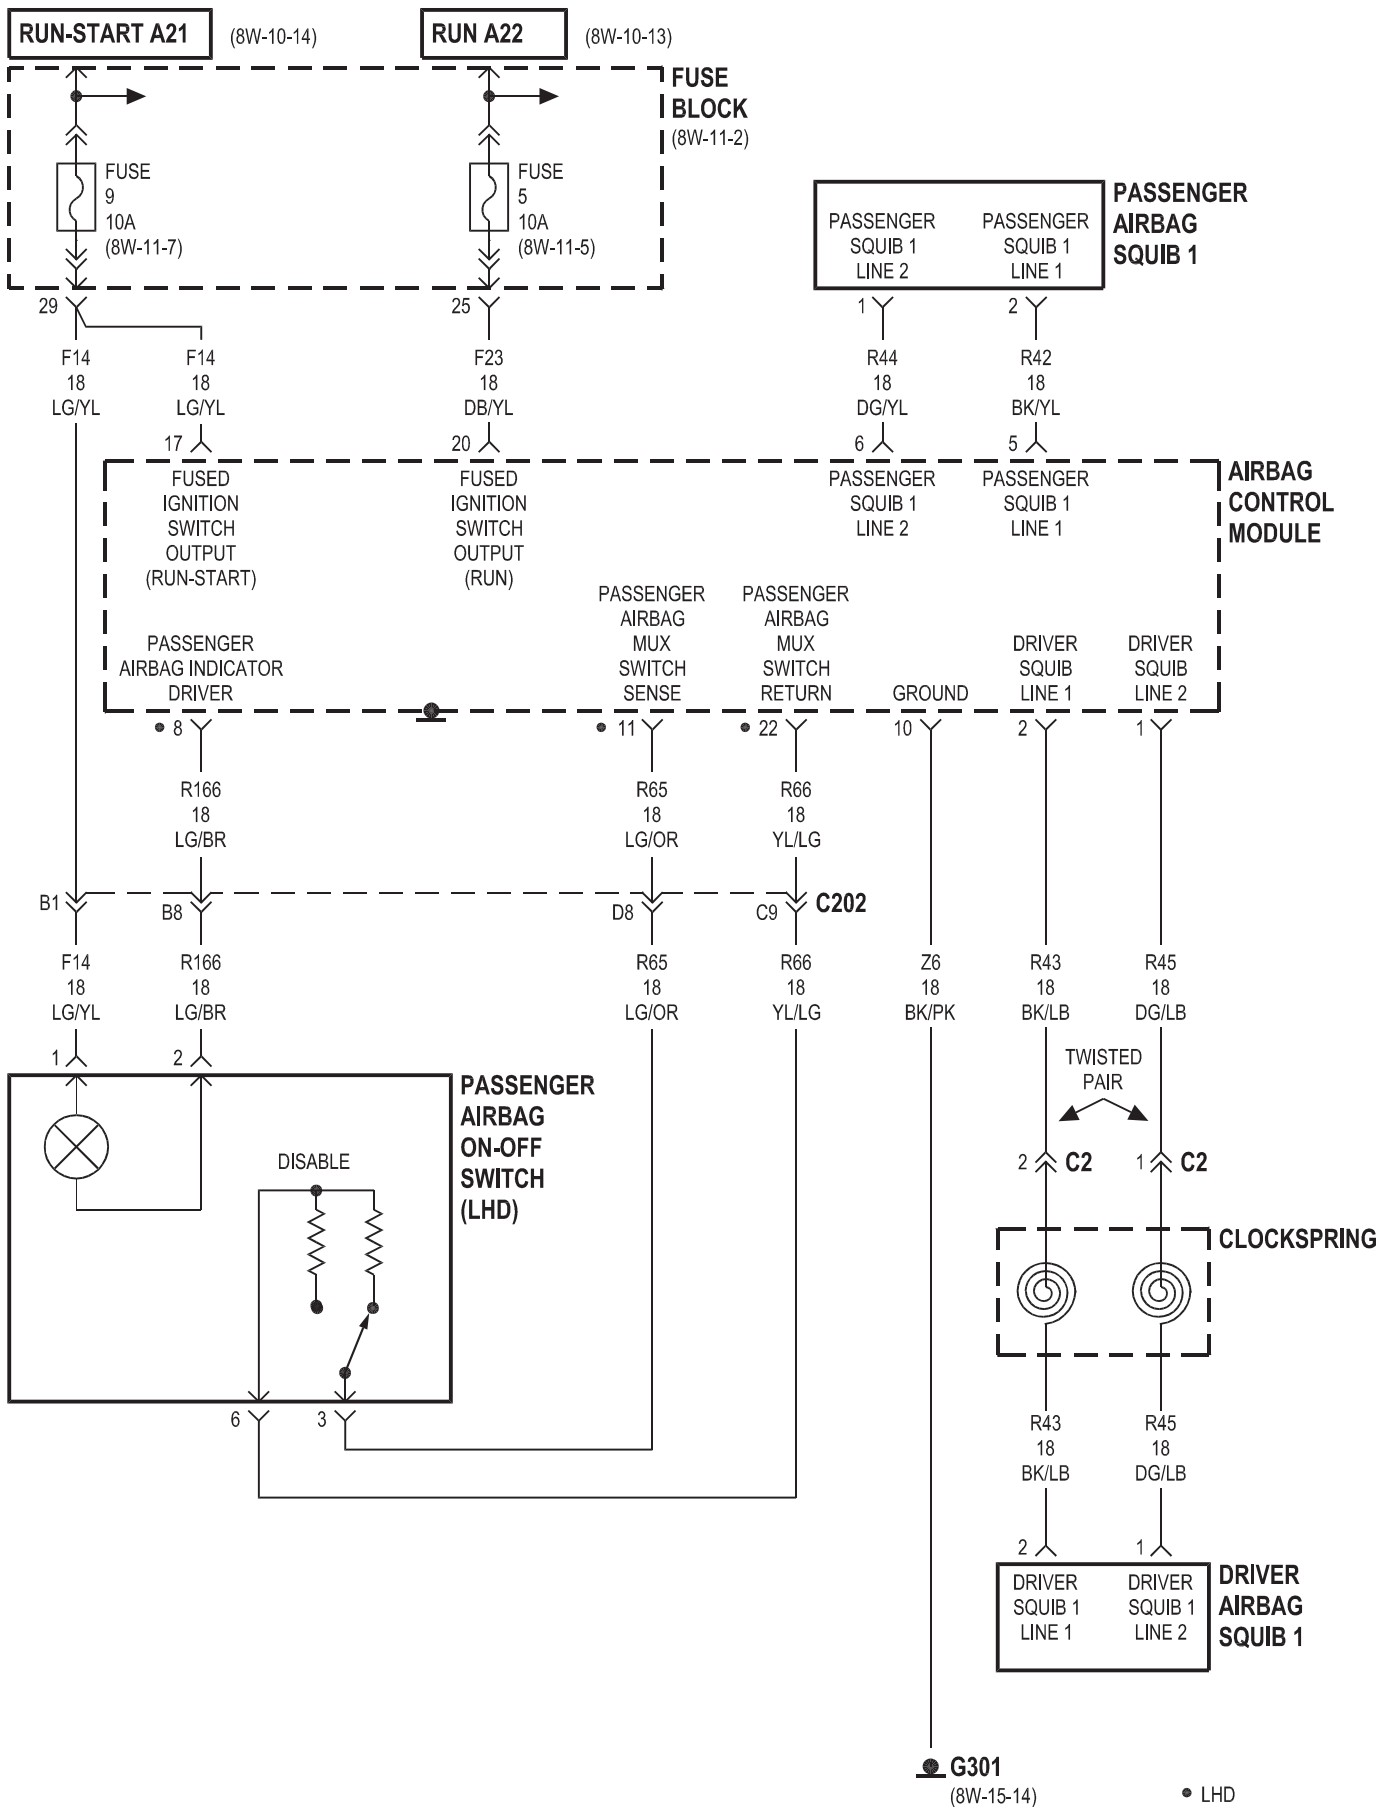 RUN-START A21
(8W-10-14)
RUN A22
(8W-10-13)
FUSE
BLOCK
(8W-11-2)
FUSE
9
10A
(8W-11-7)
FUSE
5
10A
(8W-11-5)
PASSENGER
SQUIB 1
LINE 2
PASSENGER
SQUIB 1
LINE 1
PASSENGER
AIRBAG
SQUIB 1
29
25
1
2
F14
18
LG/YL
F14
18
LG/YL
F23
18
DB/YL
R44
18
DG/YL
R42
18
BK/YL
17
20
6
5
FUSED
IGNITION
SWITCH
OUTPUT
(RUN-START)
FUSED
IGNITION
SWITCH
OUTPUT
(RUN)
PASSENGER
SQUIB 1
LINE 2
PASSENGER
SQUIB 1
LINE 1
AIRBAG
CONTROL
MODULE
PASSENGER
AIRBAG INDICATOR
DRIVER
PASSENGER
AIRBAG
MUX
SWITCH
SENSE
PASSENGER
AIRBAG
MUX
SWITCH
RETURN
GROUND
DRIVER
SQUIB
LINE 1
DRIVER
SQUIB
LINE 2
8
11
22
10
2
1
R166
18
LG/BR
R65
18
LG/OR
R66
18
YL/LG
B1
B8
D8
C9
C202
F14
18
LG/YL
R166
18
LG/BR
R65
18
LG/OR
R66
18
YL/LG
Z6
18
BK/PK
R43
18
BK/LB
R45
18
DG/LB
1
2
TWISTED
PAIR
PASSENGER
AIRBAG
ON-OFF
SWITCH
(LHD)
DISABLE
2
C2
1
C2
CLOCKSPRING
6
3
R43
18
BK/LB
R45
18
DG/LB
2
1
DRIVER
SQUIB 1
LINE 1
DRIVER
SQUIB 1
LINE 2
DRIVER
AIRBAG
SQUIB 1
G301
(8W-15-14)
LHD